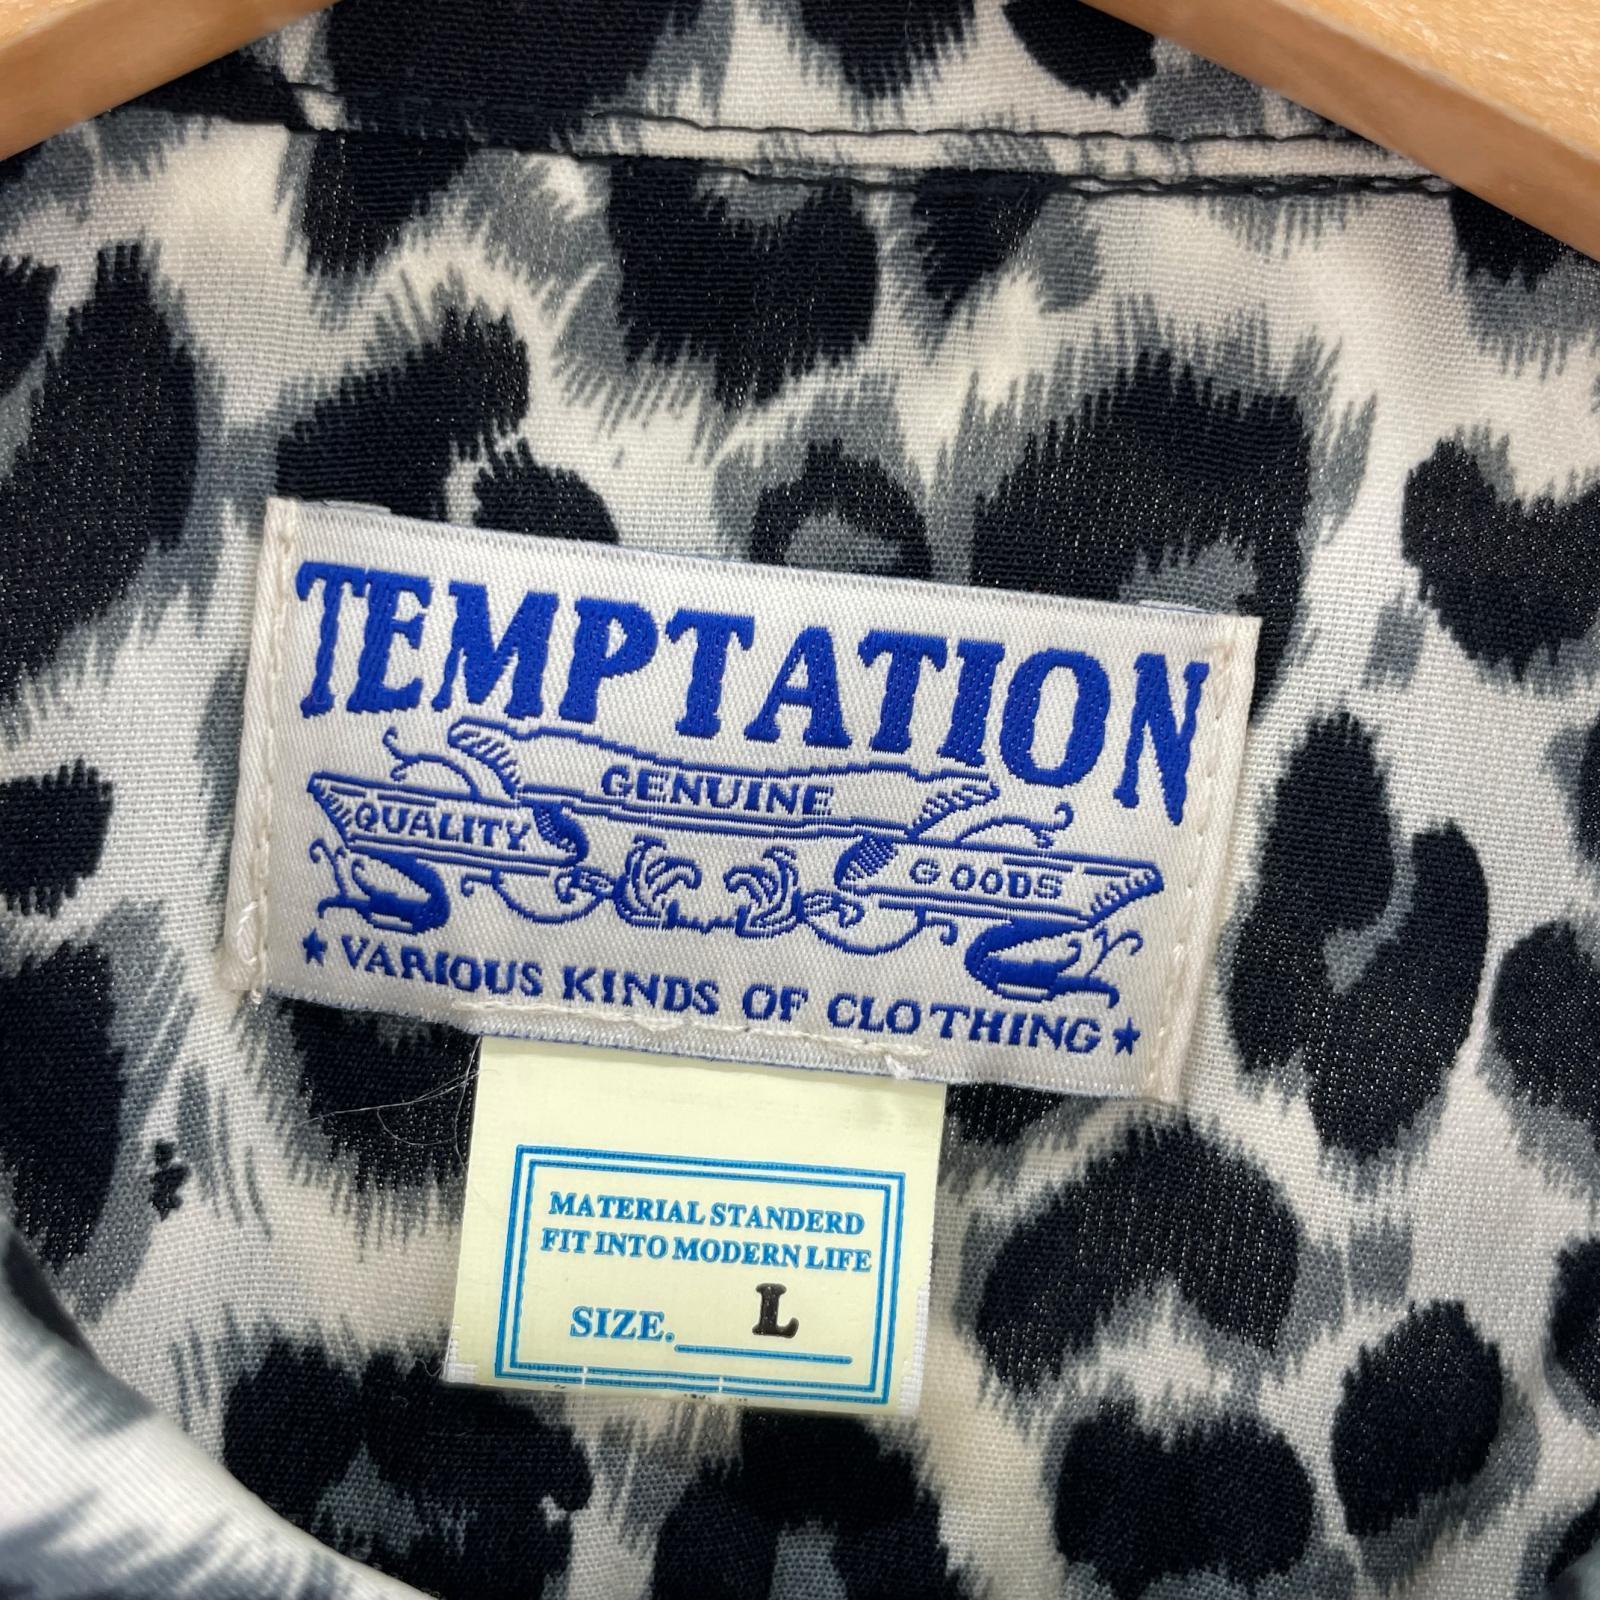 TEMPTATION
GENUINE
QUALITY
GOODS
★ VARIOUS KINDS OF CLOTHING ★
MATERIAL STANDERD
FIT INTO MODERN LIFE
SIZE. L